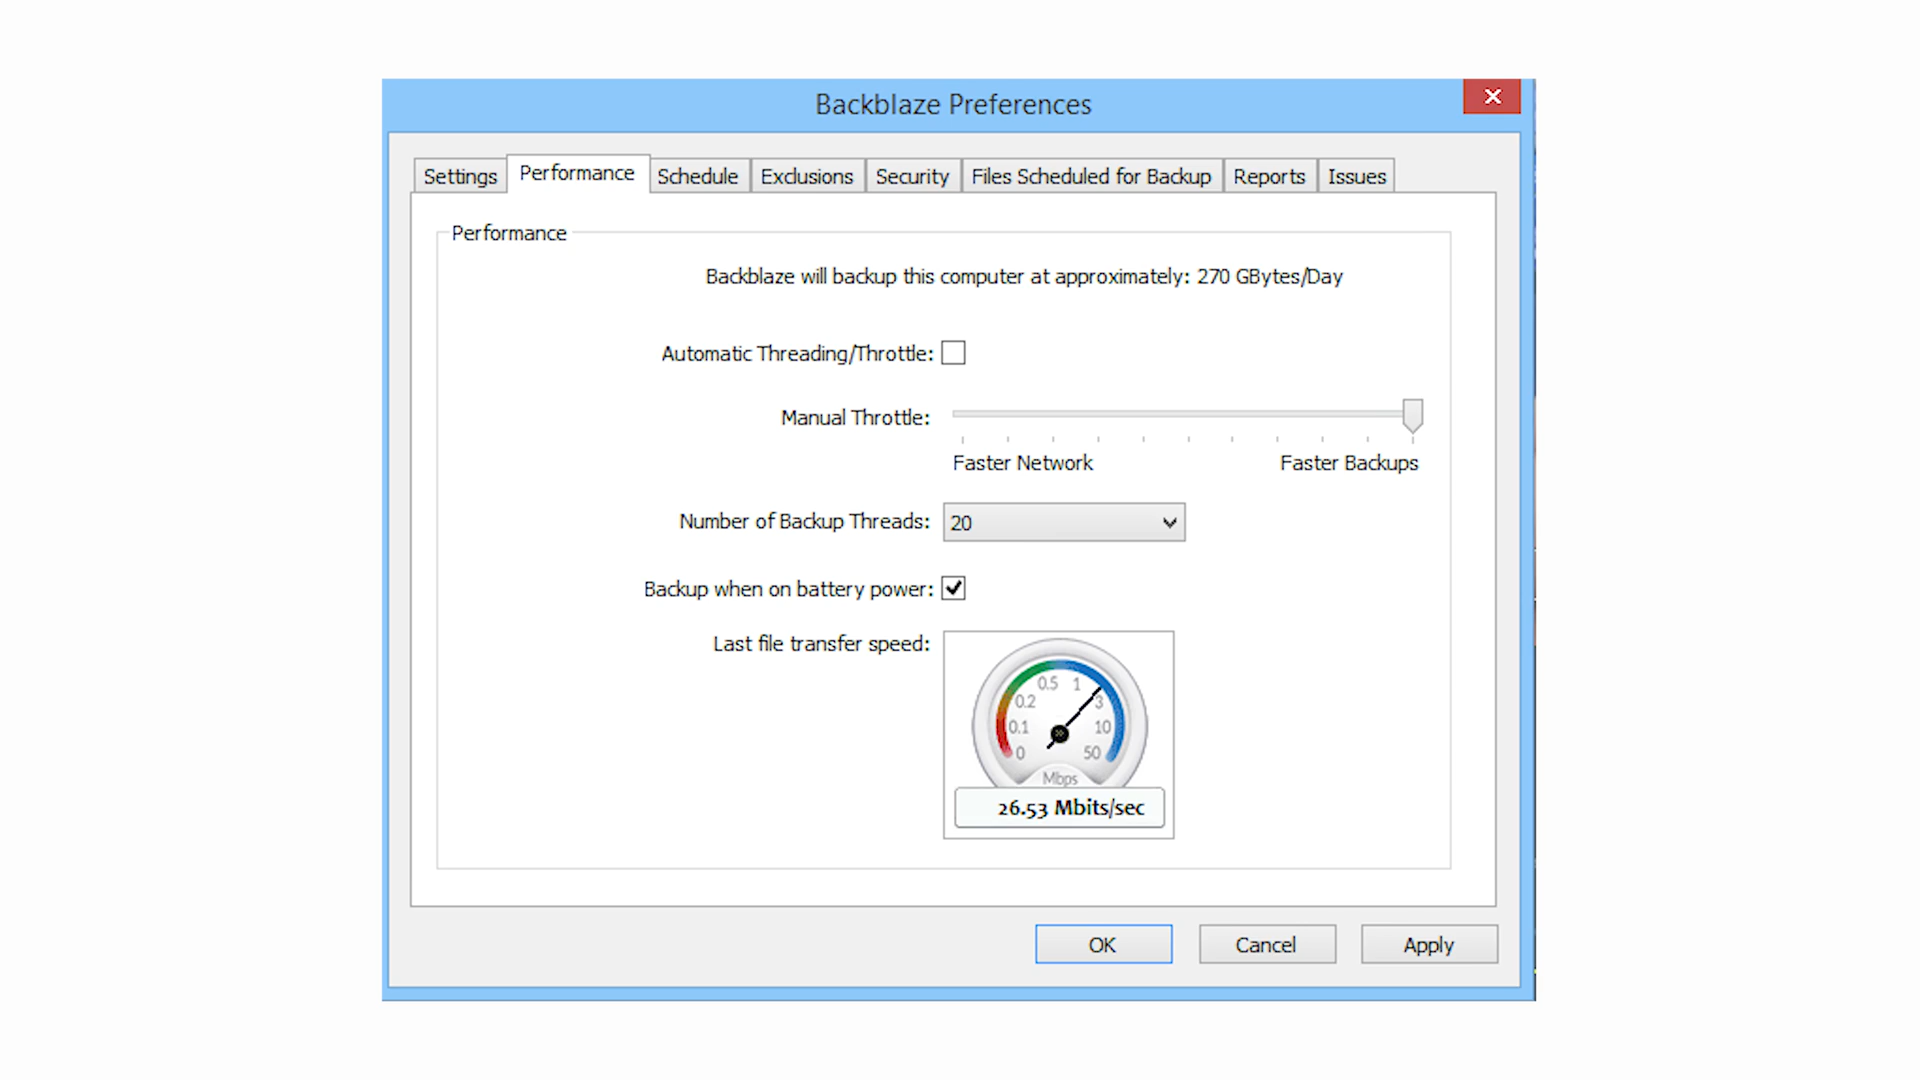 Backblaze Preferences
Settings Performance Schedule Exclusions Security Files Scheduled for Backup Reports Issues
Performance
Backblaze will backup this computer at approximately: 270 GBytes/Day
Automatic Threading/Throttle:
Manual Throttle:
Faster Network Faster Backups
Number of Backup Threads: 20
Backup when on battery power:
Last file transfer speed:
0.5 1
0.2 3
0.1 10
0 50
Mbps
26.53 Mbits/sec
OK Cancel Apply